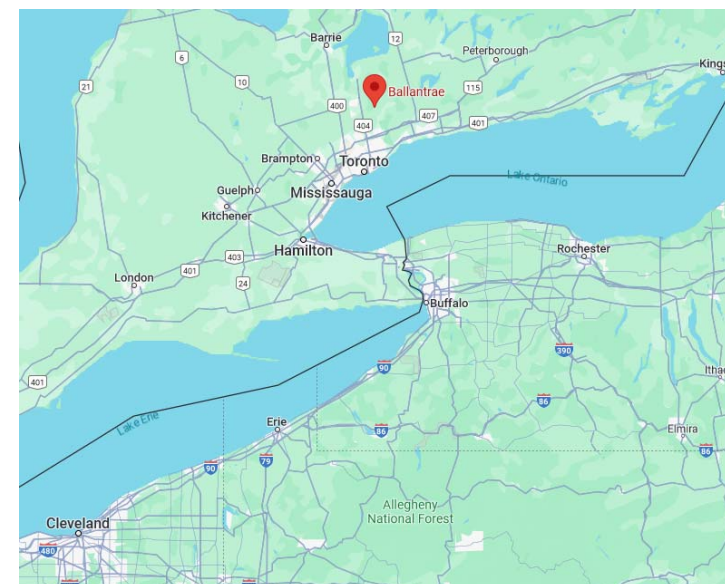 Barrie
12
Peterborough
6
21
10
Kings
115
Ballantrae
400
407
404
401
Brampton
Toronto
Lake Ontario
Guelph
Mississauga
Kitchener
Hamilton
Rochester
403
401
London
24
Buffalo
390
90
401
Itha
86
Lake Erie
Erie
Elmira
86
86
90
79
Allegheny
National Forest
Cleveland
480